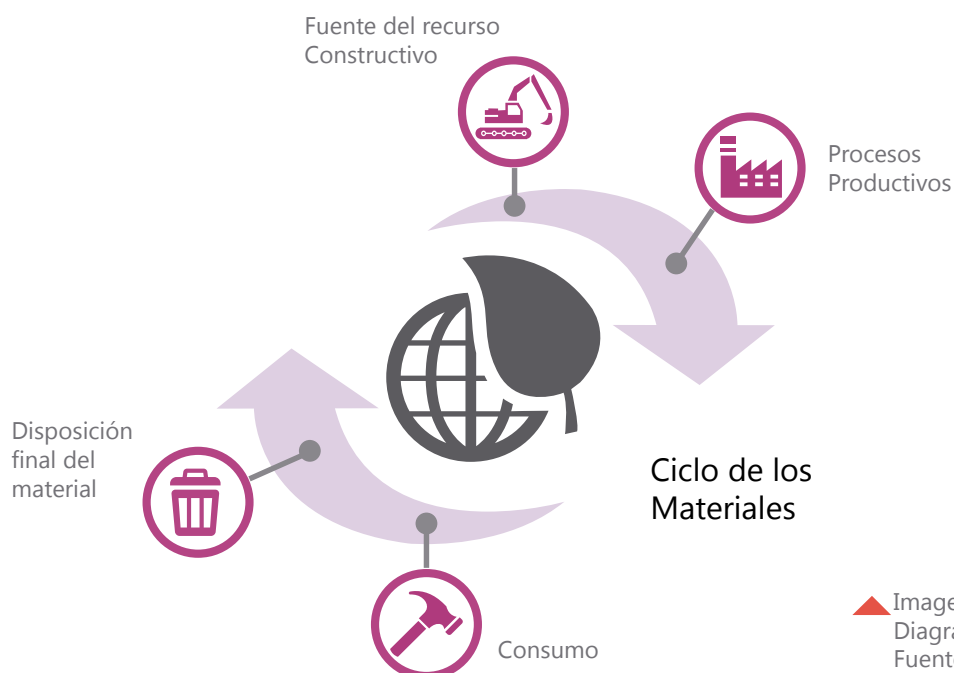 Fuente del recurso
Constructivo
Procesos
Productivos
Disposición
final del
material
Ciclo de los
Materiales
Consumo